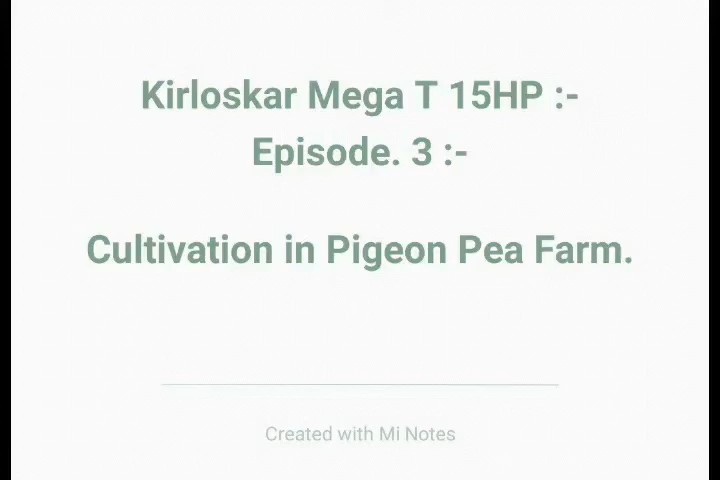 Kirloskar Mega T 15HP :-
Episode. 3 :-
Cultivation in Pigeon Pea Farm.
Created with Mi Notes